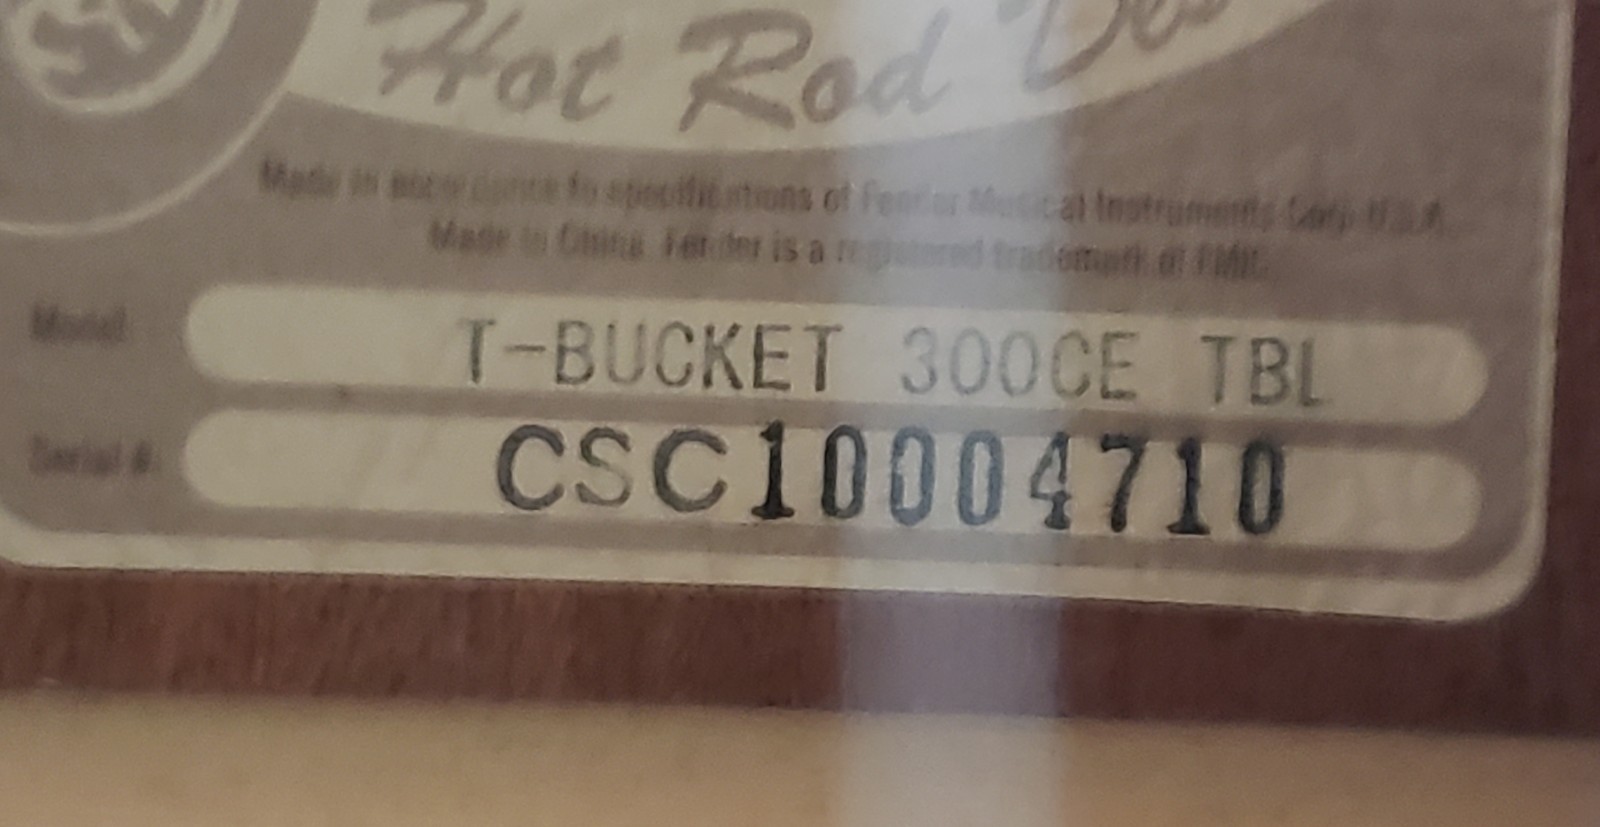 Hot Rod Des
Made in accordance to specifications of Fender Musical Instruments Corp. U.S.A.
Made in China. Fender is a registered trademark of FMIC.
Model:
T-BUCKET 300CE TBL
Serial #:
CSC10004710